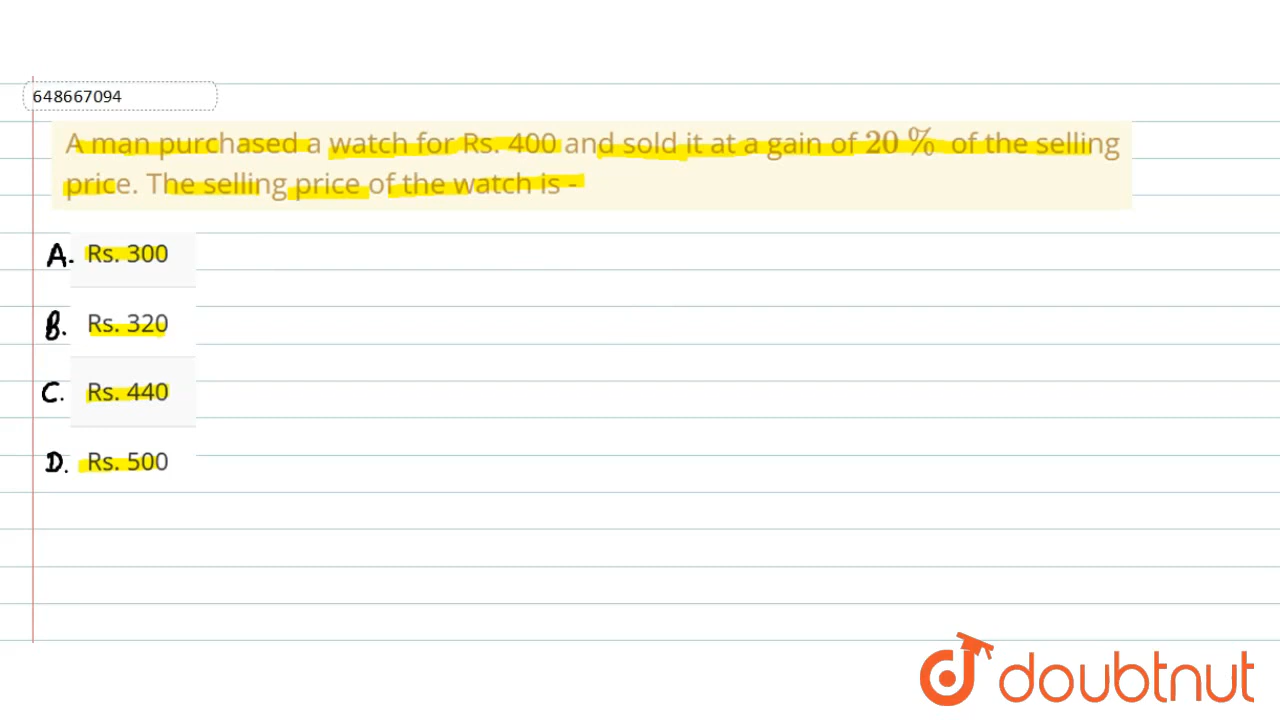 648667094
A man purchased a watch for Rs. 400 and sold it at a gain of 20 % of the selling
price. The selling price of the watch is -
A. Rs. 300
B. Rs. 320
C. Rs. 440
D. Rs. 500
doubtnut